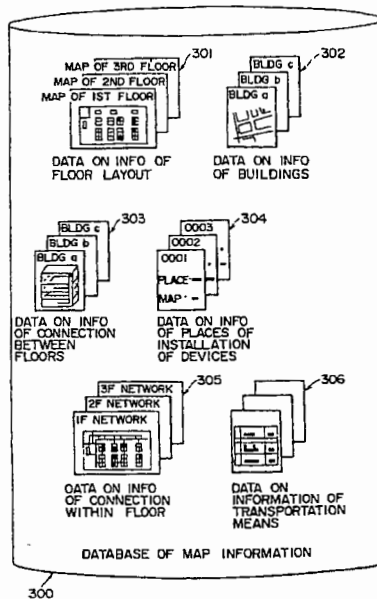 MAP OF 3RD FLOOR
MAP OF 2ND FLOOR
MAP OF 1ST FLOOR
301
DATA ON INFO OF
FLOOR LAYOUT
BLDG c
BLDG b
BLDG a
302
DATA ON INFO
OF BUILDINGS
BLDG c
BLDG b
BLDG a
303
DATA ON INFO
OF CONNECTION
BETWEEN
FLOORS
0003
0002
0001
PLACE
MAP
304
DATA ON INFO
OF PLACES OF
INSTALLATION
OF DEVICES
3F NETWORK
2F NETWORK
1F NETWORK
305
DATA ON INFO
OF CONNECTION
WITHIN FLOOR
306
DATA ON
INFORMATION OF
TRANSPORTATION
MEANS
DATABASE OF MAP INFORMATION
300